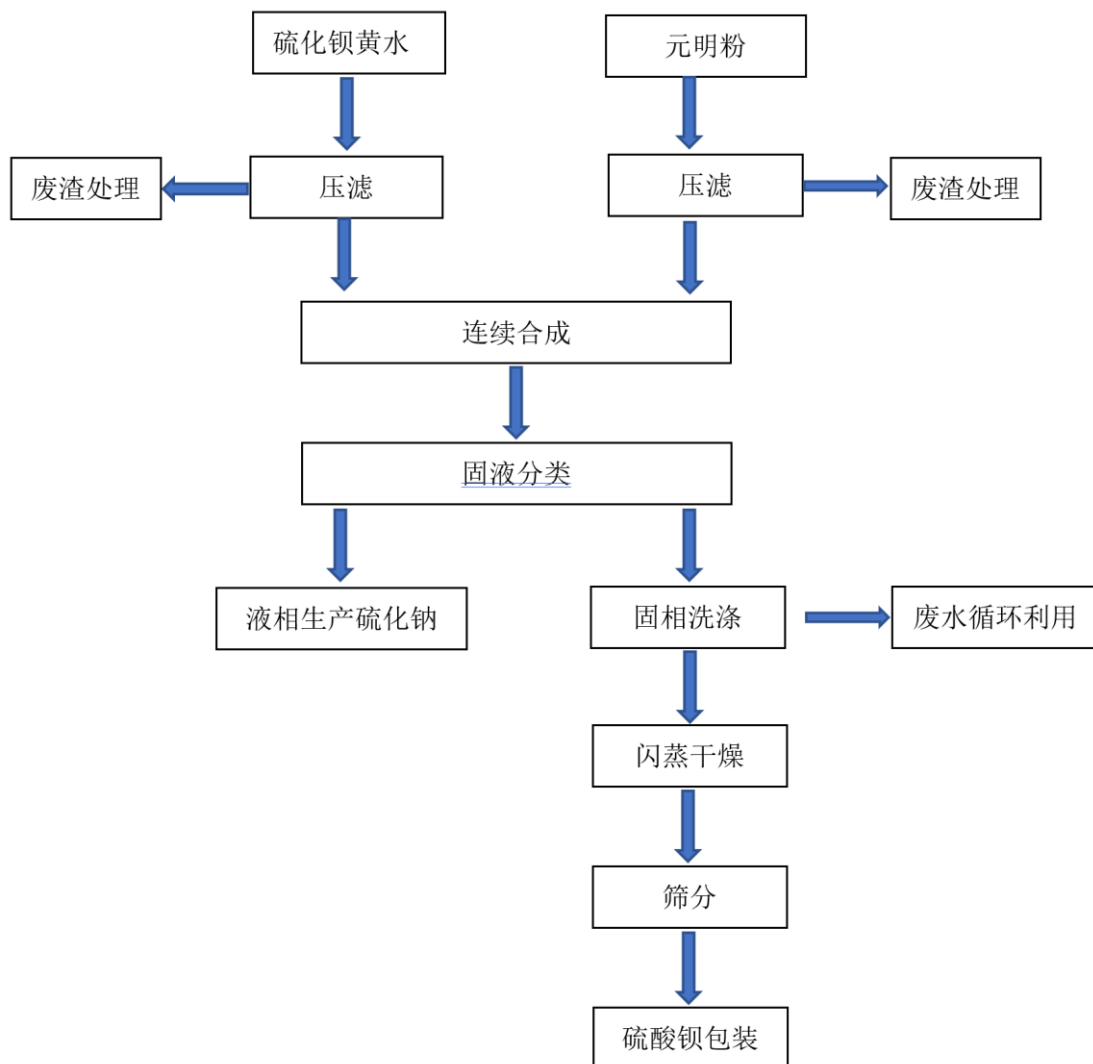 硫化钡黄水
元明粉
废渣处理
压滤
压滤
废渣处理
连续合成
固液分类
液相生产硫化钠
固相洗涤
废水循环利用
闪蒸干燥
筛分
硫酸钡包装